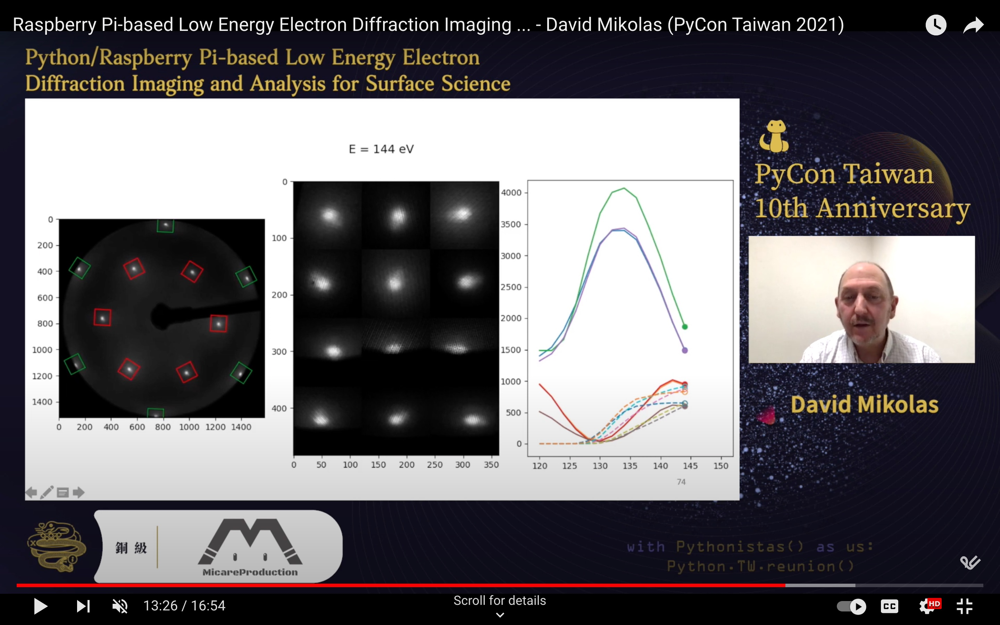 Raspberry Pi-based Low Energy Electron Diffraction Imaging ... - David Mikolas (PyCon Taiwan 2021)
Python/Raspberry Pi-based Low Energy Electron
Diffraction Imaging and Analysis for Surface Science
E = 144 eV
0
200
400
600
800
1000
1200
1400
0 200 400 600 800 1000 1200 1400
0
100
200
300
400
0 50 100 150 200 250 300 350
4000
3500
3000
2500
2000
1500
1000
500
0
120 125 130 135 140 145 150
74
PyCon Taiwan
10th Anniversary
David Mikolas
銅級
MicareProduction
with Pythonistas() as us:
Python.TW.reunion()
13:26 / 16:54
Scroll for details
CC
HD